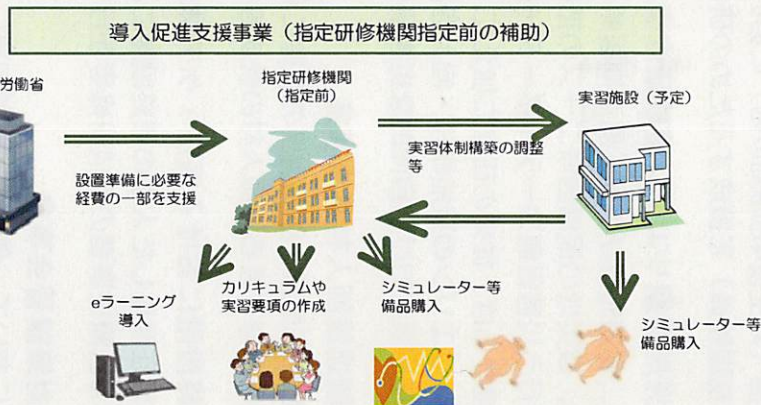 導入促進支援事業（指定研修機関指定前の補助）
労働省
指定研修機関
（指定前）
実習施設（予定）
設置準備に必要な
経費の一部を支援
実習体制構築の調整
等
eラーニング
導入
カリキュラムや
実習要項の作成
シミュレーター等
備品購入
シミュレーター等
備品購入